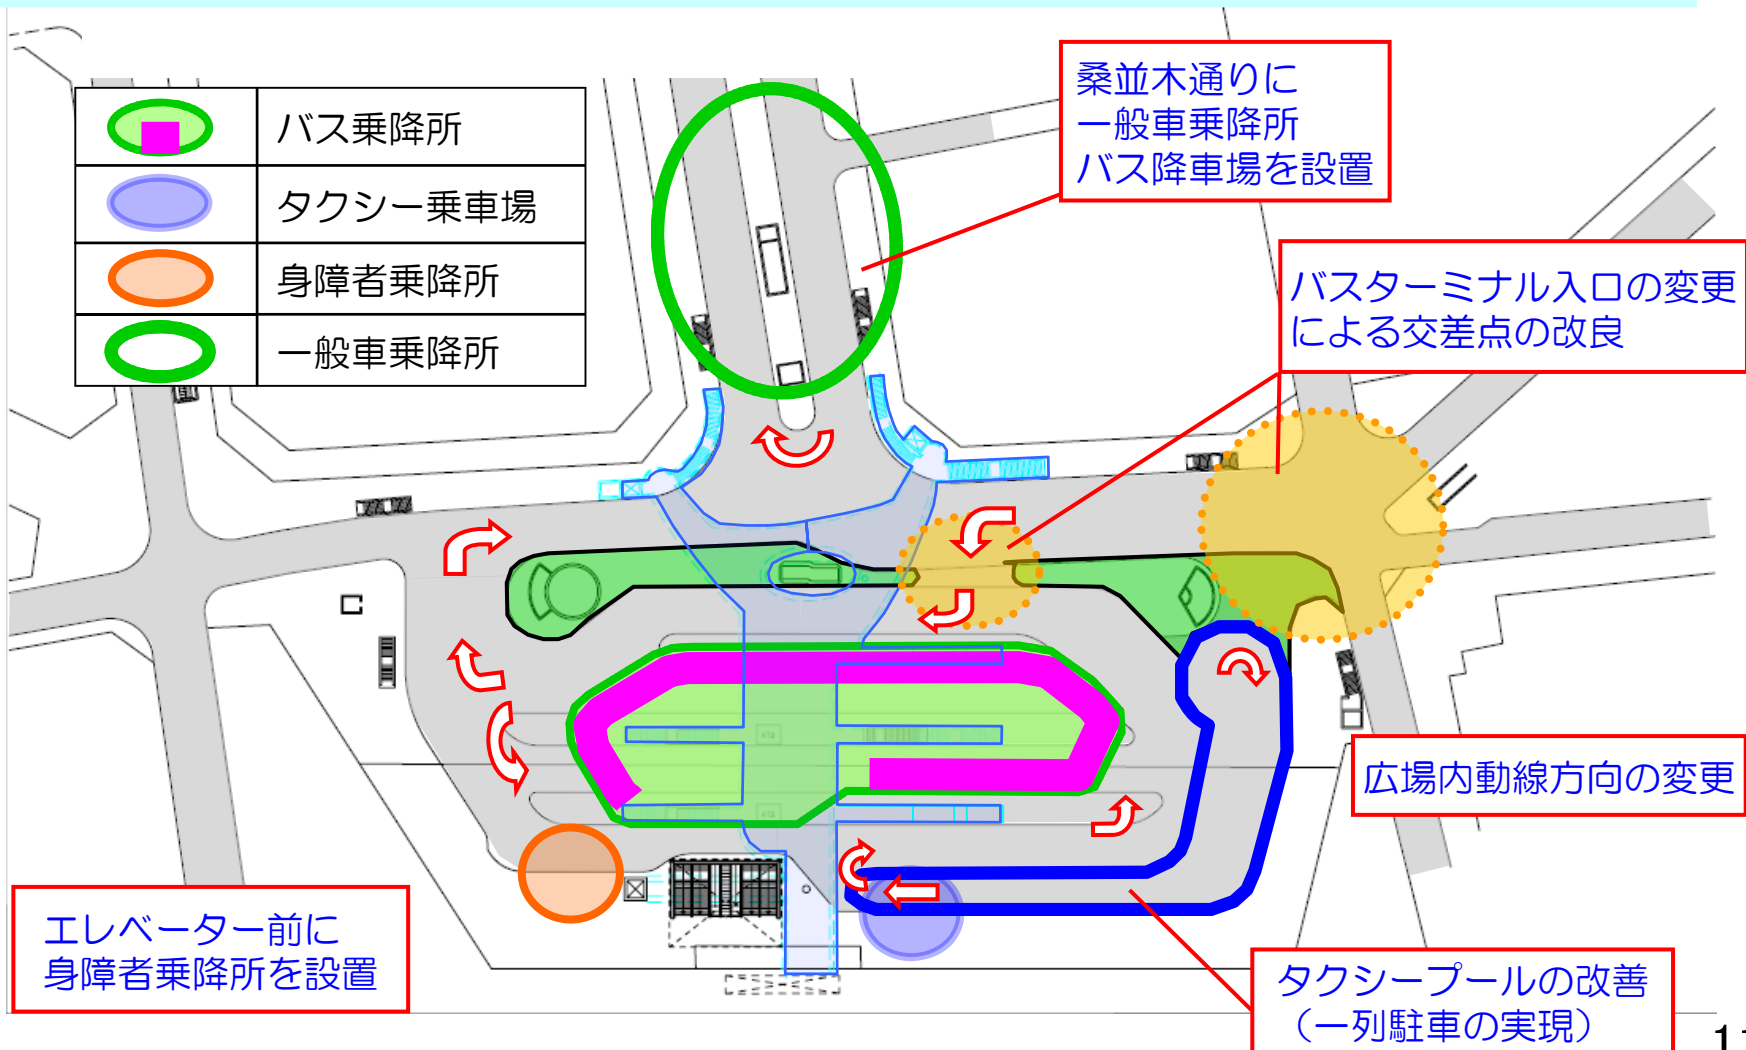 バス乗降所
タクシー乗車場
身障者乗降所
一般車乗降所
桑並木通りに
一般車乗降所
バス降車場を設置
バスターミナル入口の変更
による交差点の改良
広場内動線方向の変更
エレベーター前に
身障者乗降所を設置
タクシープールの改善
（一列駐車の実現）